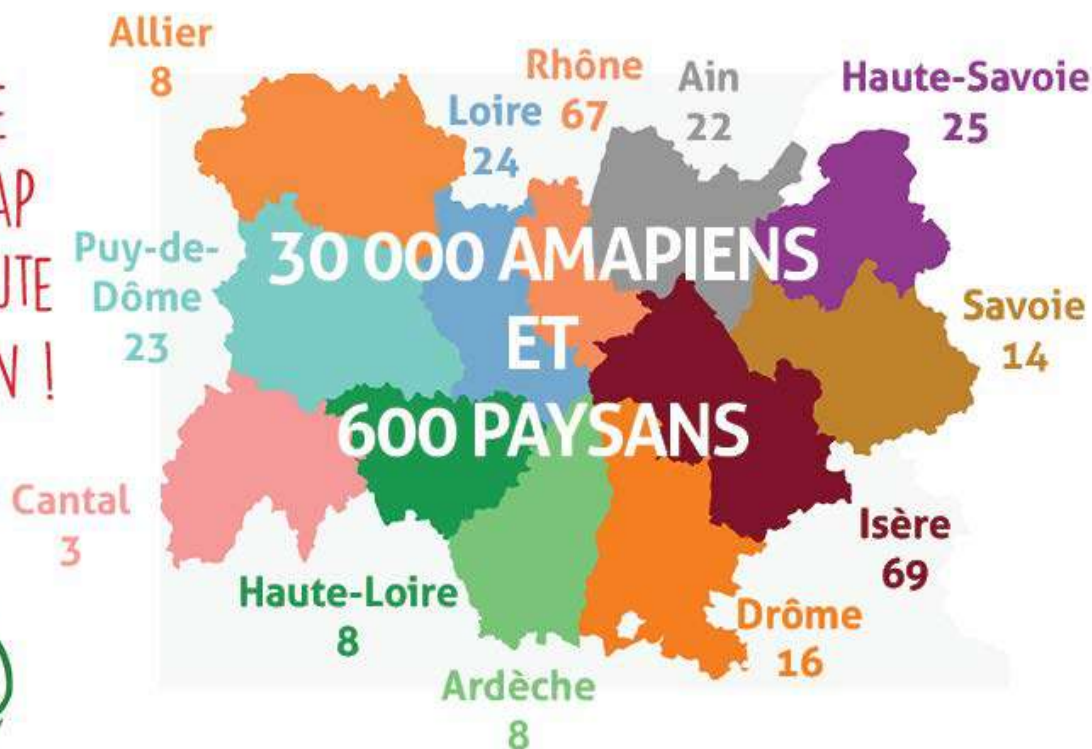 Allier
8
Loire
24
Rhône
67
Ain
22
Haute-Savoie
25
Puy-de-
Dôme
23
30 000 AMAPIENS
ET
600 PAYSANS
Savoie
14
Cantal
3
Haute-Loire
8
Ardèche
8
Drôme
16
Isère
69